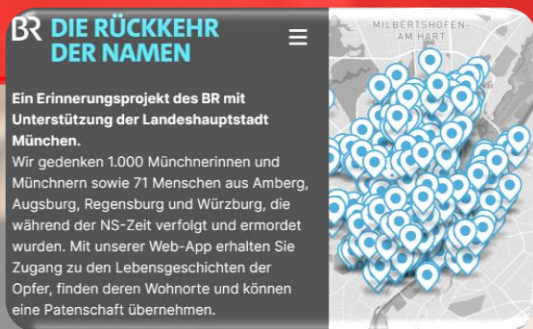 BR DIE RÜCKKEHR
DER NAMEN
Ein Erinnerungsprojekt des BR mit
Unterstützung der Landeshauptstadt
München.
Wir gedenken 1.000 Münchnerinnen und
Münchnern sowie 71 Menschen aus Amberg,
Augsburg, Regensburg und Würzburg, die
während der NS-Zeit verfolgt und ermordet
wurden. Mit unserer Web-App erhalten Sie
Zugang zu den Lebensgeschichten der
Opfer, finden deren Wohnorte und können
eine Patenschaft übernehmen.
MILBERTSHOFEN-
AM HART